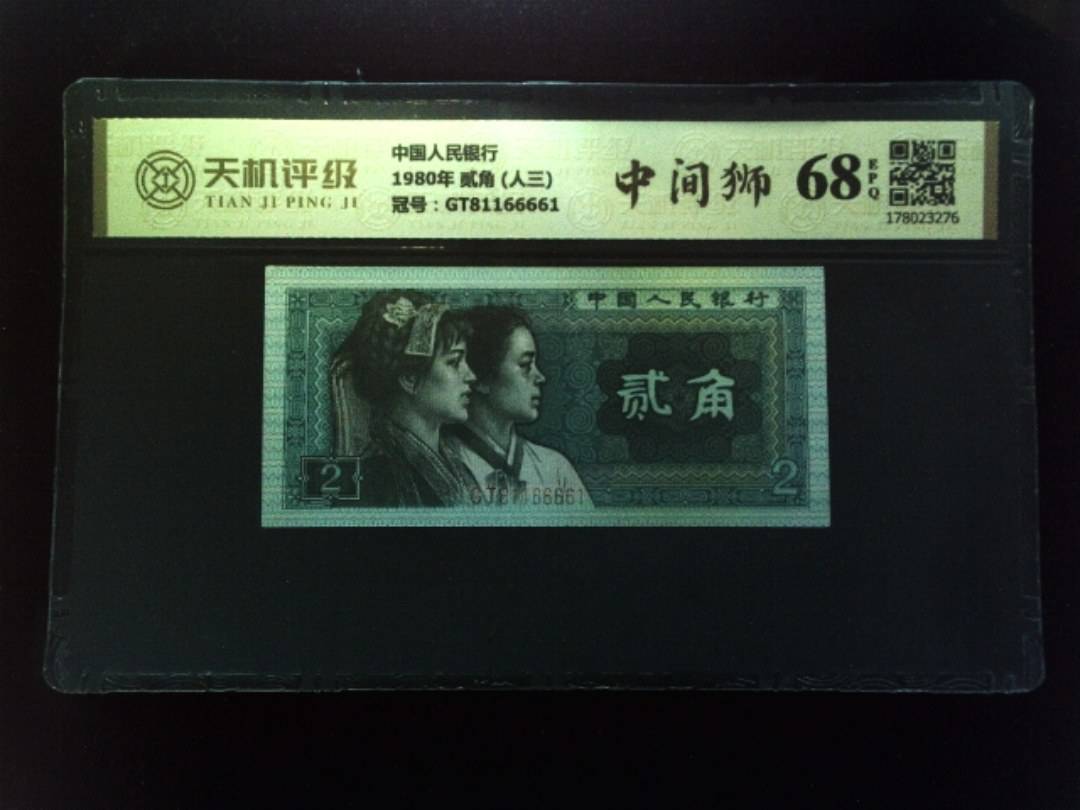 天机评级
TIAN JI PING JI
中国人民银行
1980年 贰角 (人三)
冠号：GT81166661
中间狮
68
EPQ
178023276
中国人民银行
贰角
2
2
GT81166661